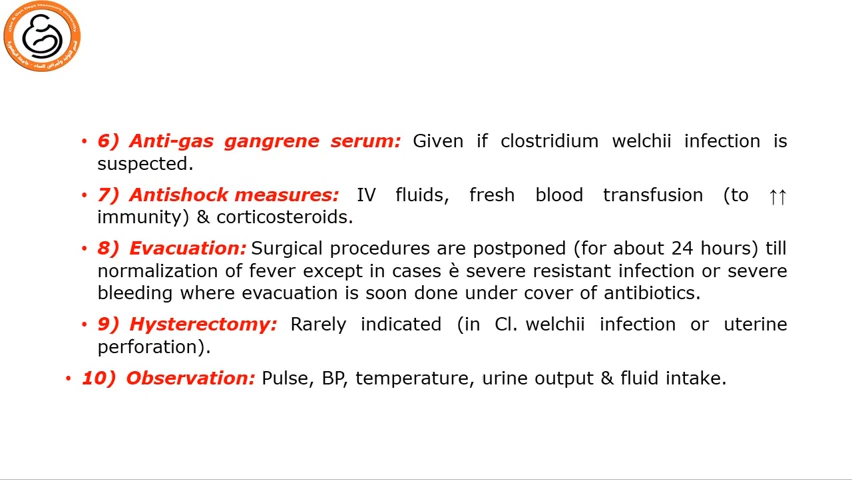 • 6) Anti-gas gangrene serum: Given if clostridium welchii infection is
suspected.
• 7) Antishock measures: IV fluids, fresh blood transfusion (to ↑↑
immunity) & corticosteroids.
• 8) Evacuation: Surgical procedures are postponed (for about 24 hours) till
normalization of fever except in cases è severe resistant infection or severe
bleeding where evacuation is soon done under cover of antibiotics.
• 9) Hysterectomy: Rarely indicated (in Cl. welchii infection or uterine
perforation).
• 10) Observation: Pulse, BP, temperature, urine output & fluid intake.